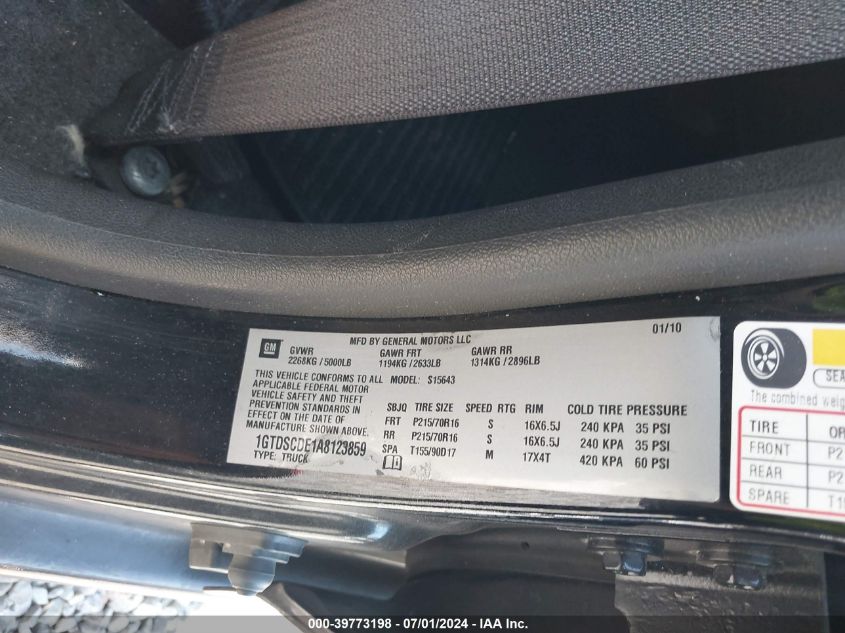 GM
MFD BY GENERAL MOTORS LLC
01/10
GVWR GAWR FRT GAWR RR
2268KG / 5000LB 1194KG / 2633LB 1314KG / 2896LB
THIS VEHICLE CONFORMS TO ALL MODEL: S15643
APPLICABLE FEDERAL MOTOR
VEHICLE SAFETY AND THEFT
PREVENTION STANDARDS IN
EFFECT ON THE DATE OF
MANUFACTURE SHOWN ABOVE.
1GTDSCDE1A8123859
TYPE: TRUCK
SBJQ TIRE SIZE SPEED RTG RIM COLD TIRE PRESSURE
FRT P215/70R16 S 16X6.5J 240 KPA 35 PSI
RR P215/70R16 S 16X6.5J 240 KPA 35 PSI
SPA T155/90D17 M 17X4T 420 KPA 60 PSI
The combined
TIRE
FRONT
REAR
SPARE
000-39773198 - 07/01/2024 - IAA Inc.